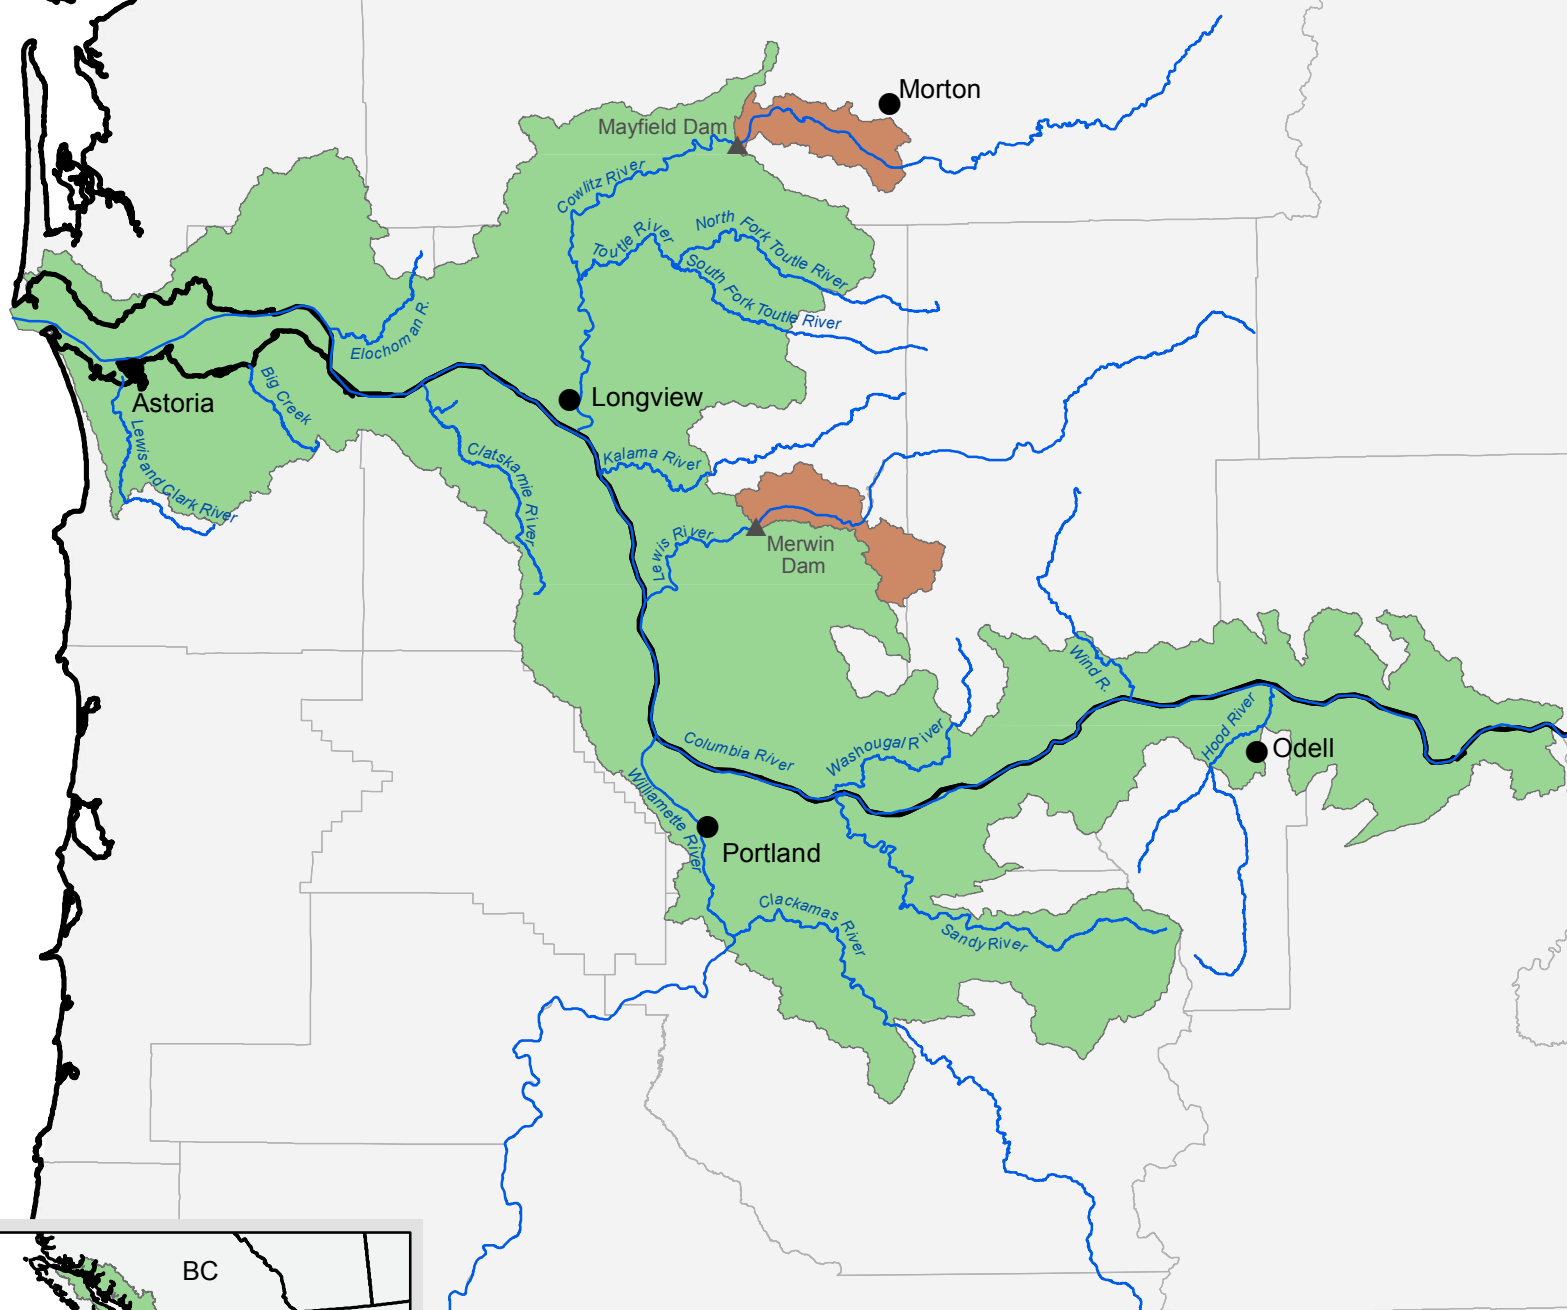 Morton
Mayfield Dam
Cowlitz River
North Fork Toutle River
Toutle River
South Fork Toutle River
Elochoman R.
Big Creek
Astoria
Longview
Lewis and Clark River
Clatskamie River
Kalama River
Lewis River
Merwin
Dam
Wind R.
Hood River
Odell
Columbia River
Washougal River
Williamette River
Portland
Clackamas River
Sandy River
BC